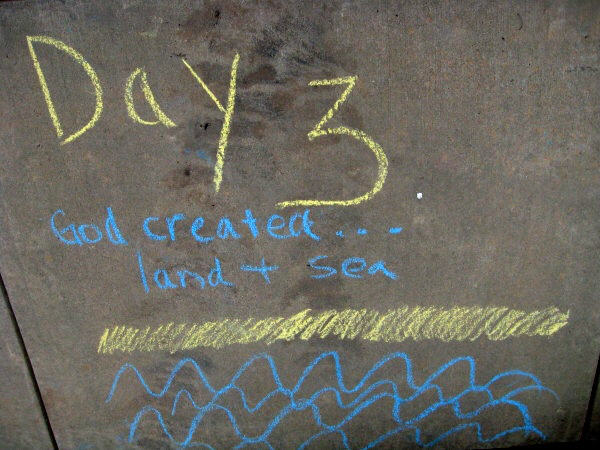 Day 3
God created...
land + sea